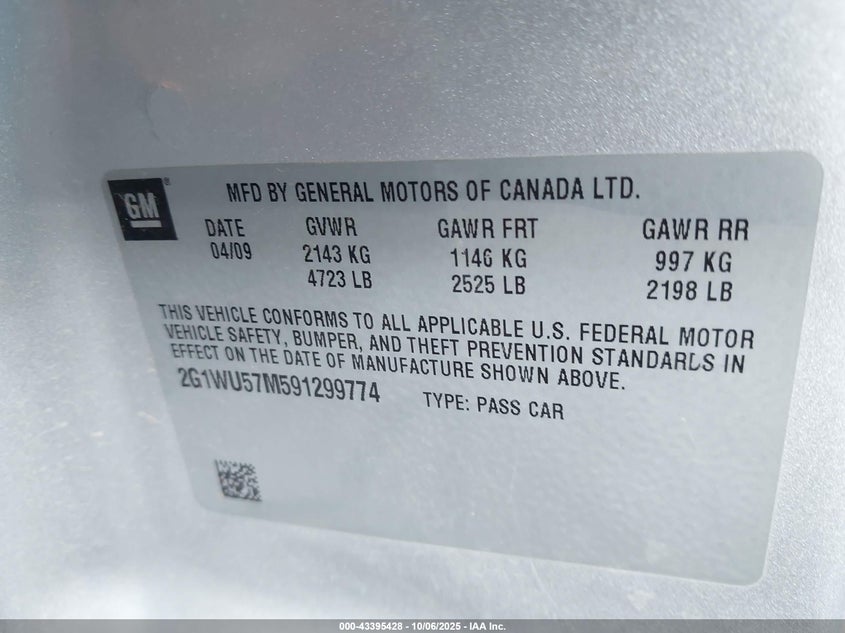 GM
MFD BY GENERAL MOTORS OF CANADA LTD.
DATE GVWR GAWR FRT GAWR RR
04/09 2143 KG 1146 KG 997 KG
4723 LB 2525 LB 2198 LB
THIS VEHICLE CONFORMS TO ALL APPLICABLE U.S. FEDERAL MOTOR
VEHICLE SAFETY, BUMPER, AND THEFT PREVENTION STANDARDS IN
EFFECT ON THE DATE OF MANUFACTURE SHOWN ABOVE.
2G1WU57M591299774 TYPE: PASS CAR
000-43395428 - 10/06/2025 - IAA Inc.